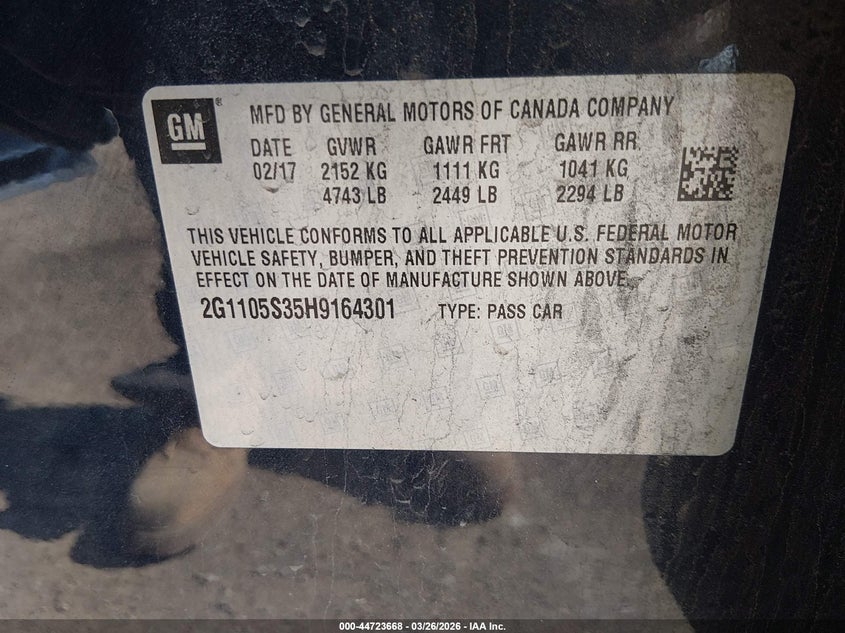 GM ®
MFD BY GENERAL MOTORS OF CANADA COMPANY
DATE GVWR GAWR FRT GAWR RR
02/17 2152 KG 1111 KG 1041 KG
4743 LB 2449 LB 2294 LB
THIS VEHICLE CONFORMS TO ALL APPLICABLE U.S. FEDERAL MOTOR
VEHICLE SAFETY, BUMPER, AND THEFT PREVENTION STANDARDS IN
EFFECT ON THE DATE OF MANUFACTURE SHOWN ABOVE.
2G1105S35H9164301 TYPE: PASS CAR
000-44723668 - 03/26/2026 - IAA Inc.